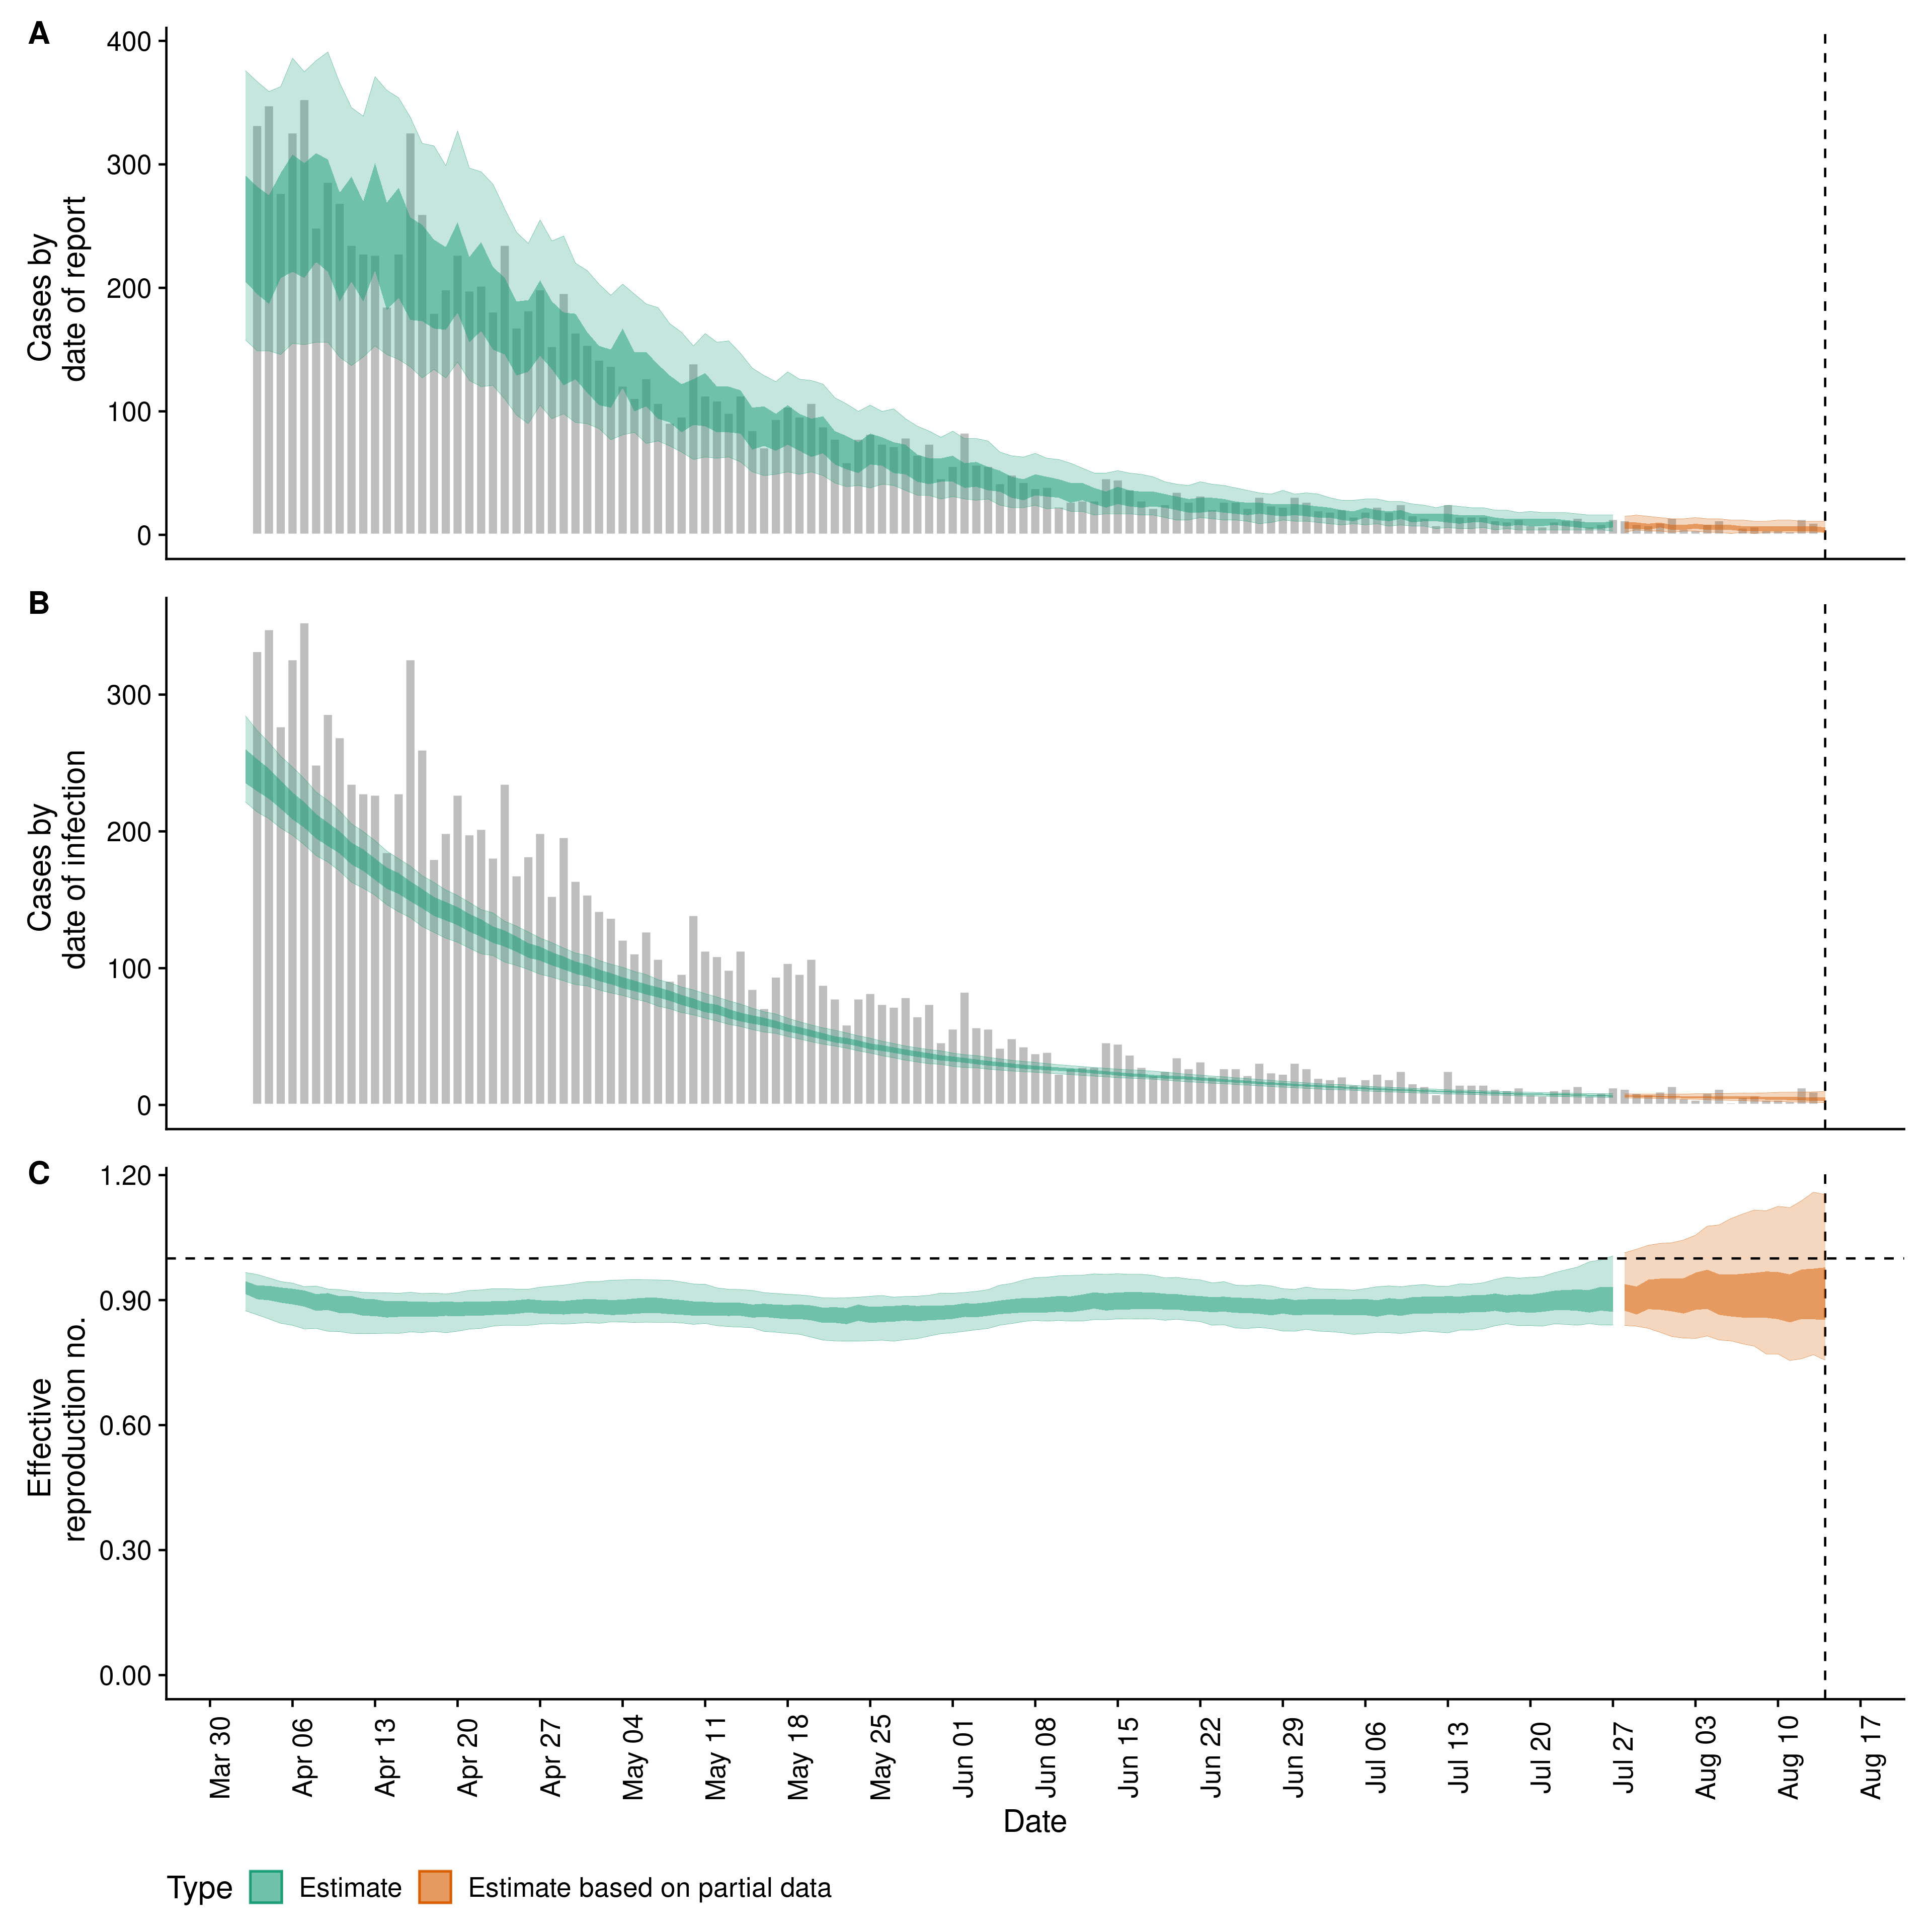 A
400
300
200
100
0
Cases by
date of report
B
300
200
100
0
Cases by
date of infection
C
1.20
0.90
0.60
0.30
0.00
Effective
reproduction no.
Mar 30
Apr 06
Apr 13
Apr 20
Apr 27
May 04
May 11
May 18
May 25
Jun 01
Jun 08
Jun 15
Jun 22
Jun 29
Jul 06
Jul 13
Jul 20
Jul 27
Aug 03
Aug 10
Aug 17
Date
Type Estimate Estimate based on partial data